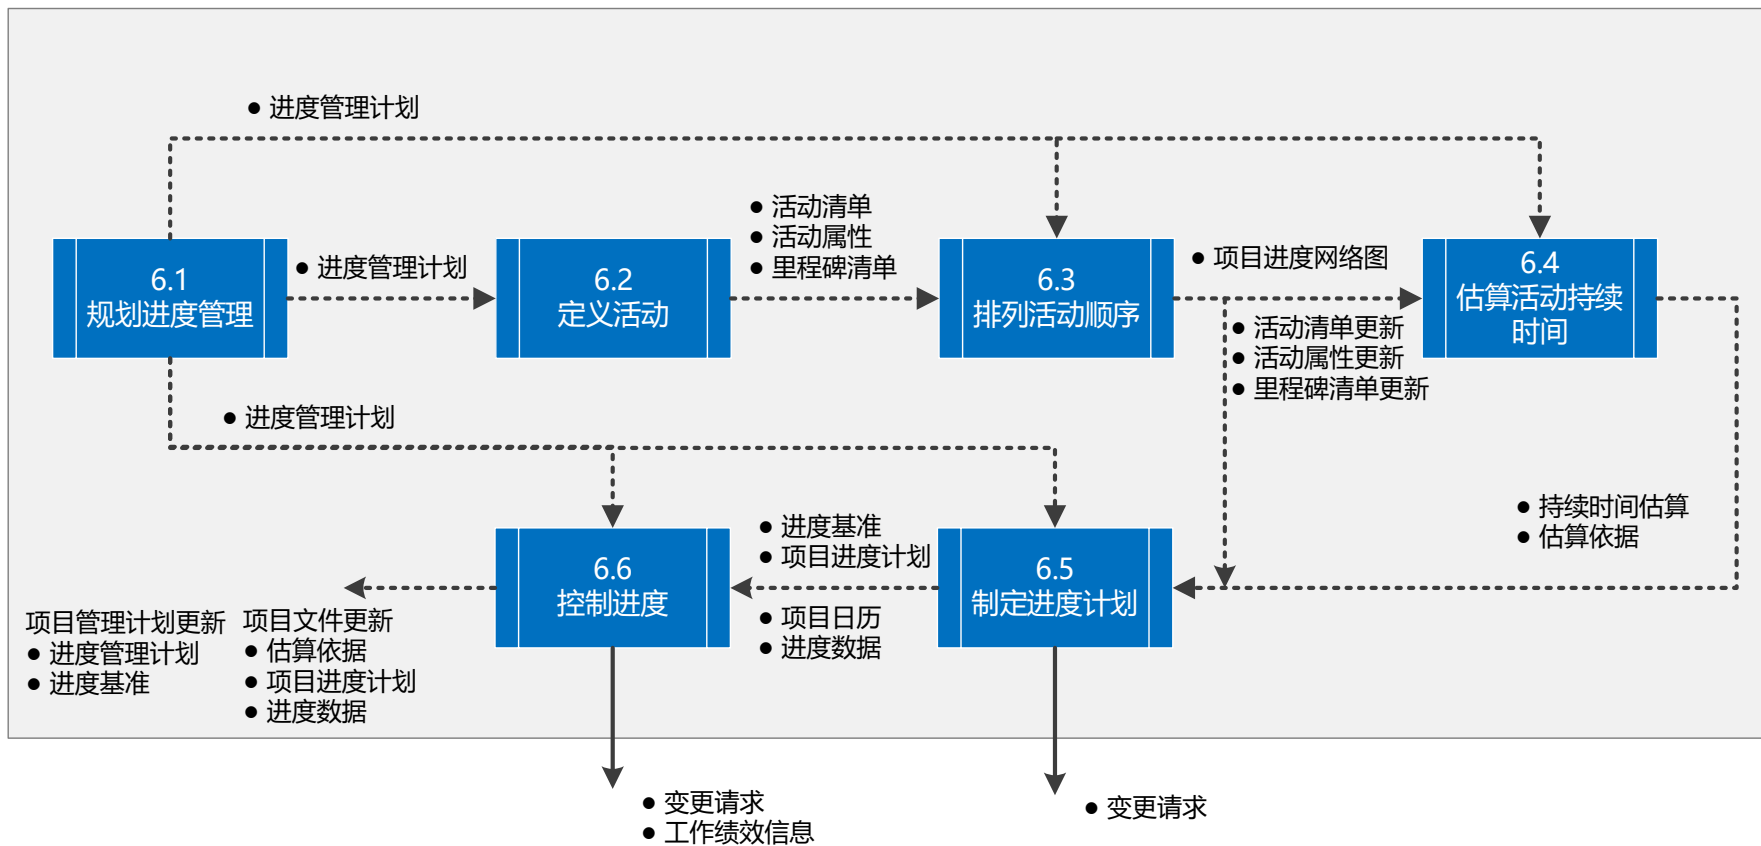 ● 进度管理计划
● 活动清单
● 活动属性
● 里程碑清单
6.1
规划进度管理
● 进度管理计划
6.2
定义活动
6.3
排列活动顺序
● 项目进度网络图
6.4
估算活动持续
时间
● 活动清单更新
● 活动属性更新
● 里程碑清单更新
● 进度管理计划
● 持续时间估算
● 估算依据
● 进度基准
● 项目进度计划
6.6
控制进度
6.5
制定进度计划
● 项目日历
● 进度数据
项目管理计划更新
● 进度管理计划
● 进度基准
项目文件更新
● 估算依据
● 项目进度计划
● 进度数据
● 变更请求
● 工作绩效信息
● 变更请求